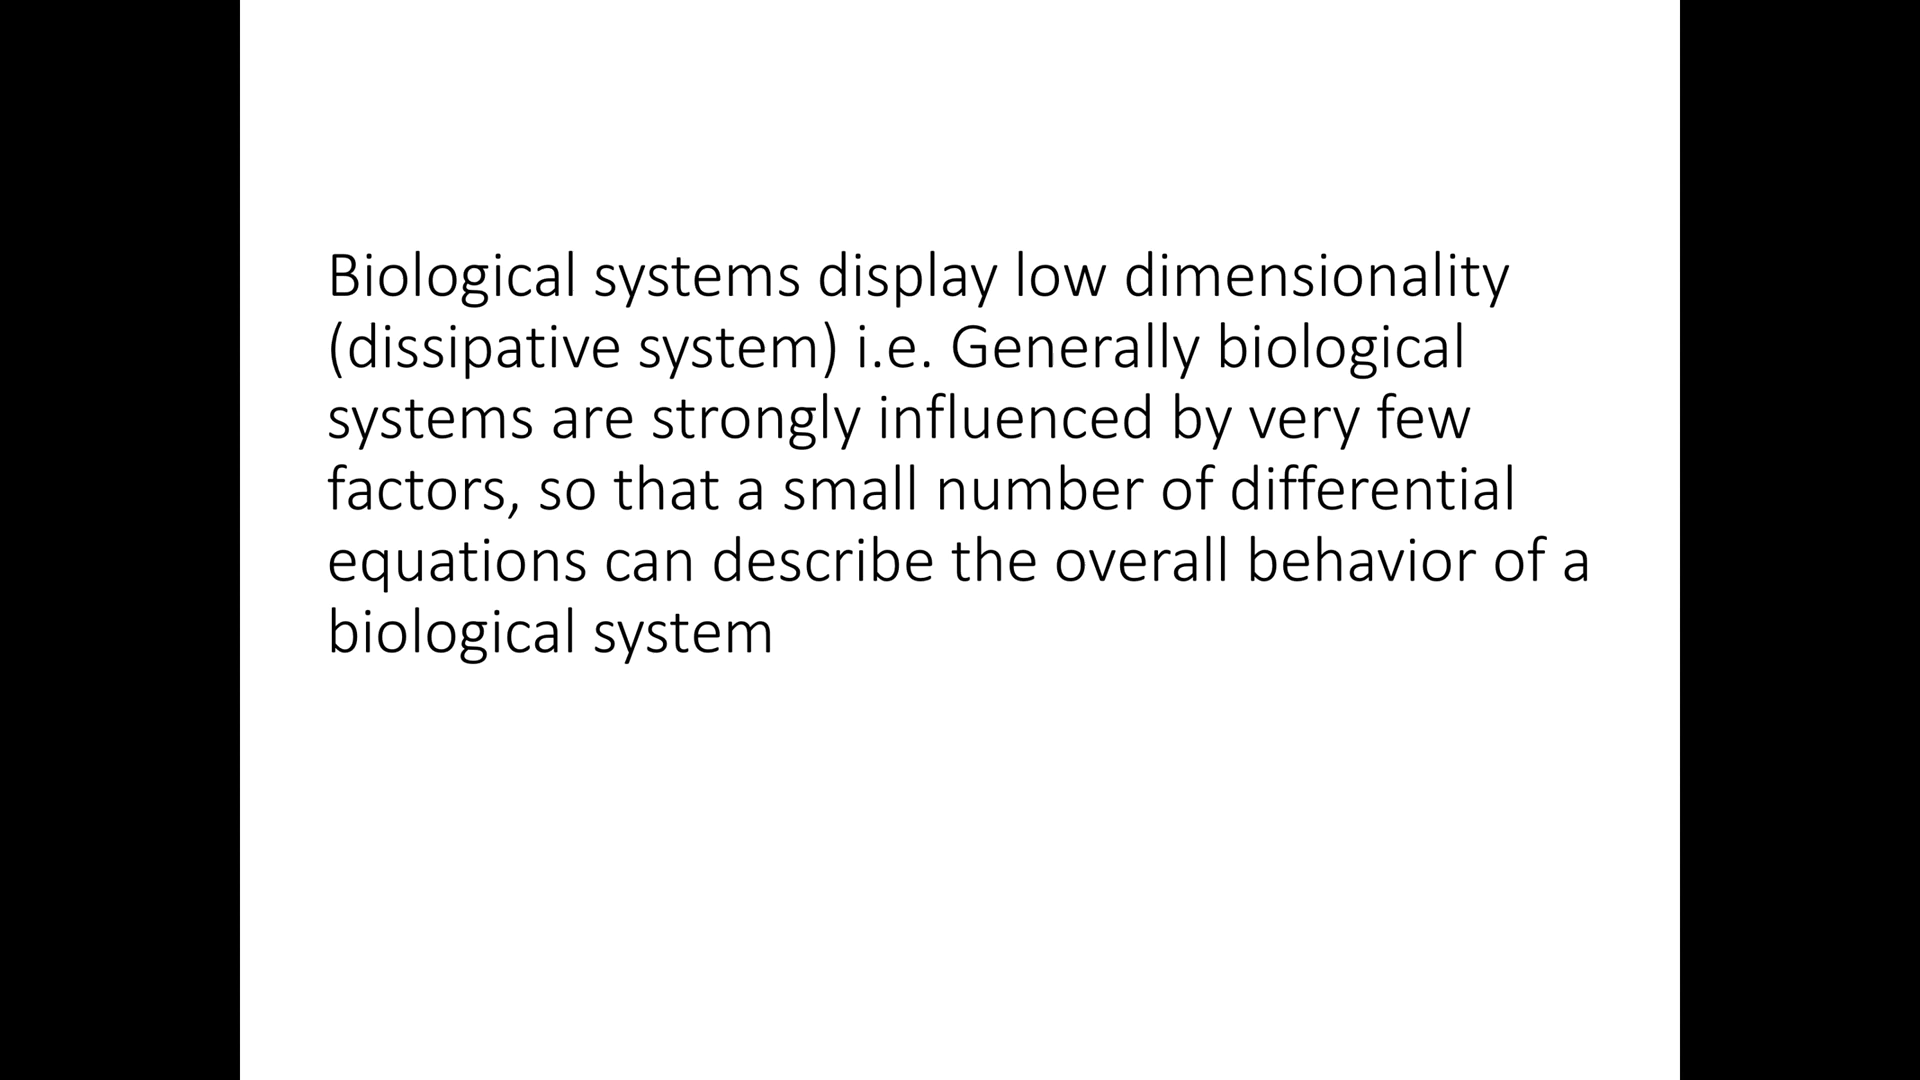 Biological systems display low dimensionality
(dissipative system) i.e. Generally biological
systems are strongly influenced by very few
factors, so that a small number of differential
equations can describe the overall behavior of a
biological system